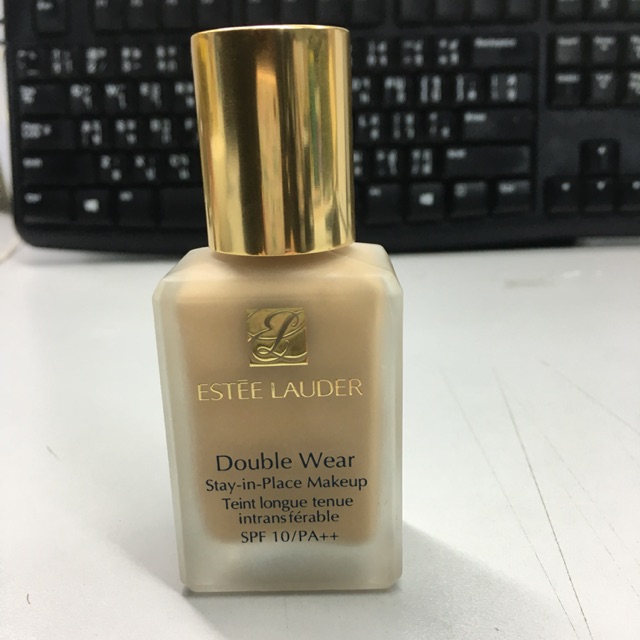 ESTĒE LAUDER
Double Wear
Stay-in-Place Makeup
Teint longue tenue
intransférable
SPF 10/PA++